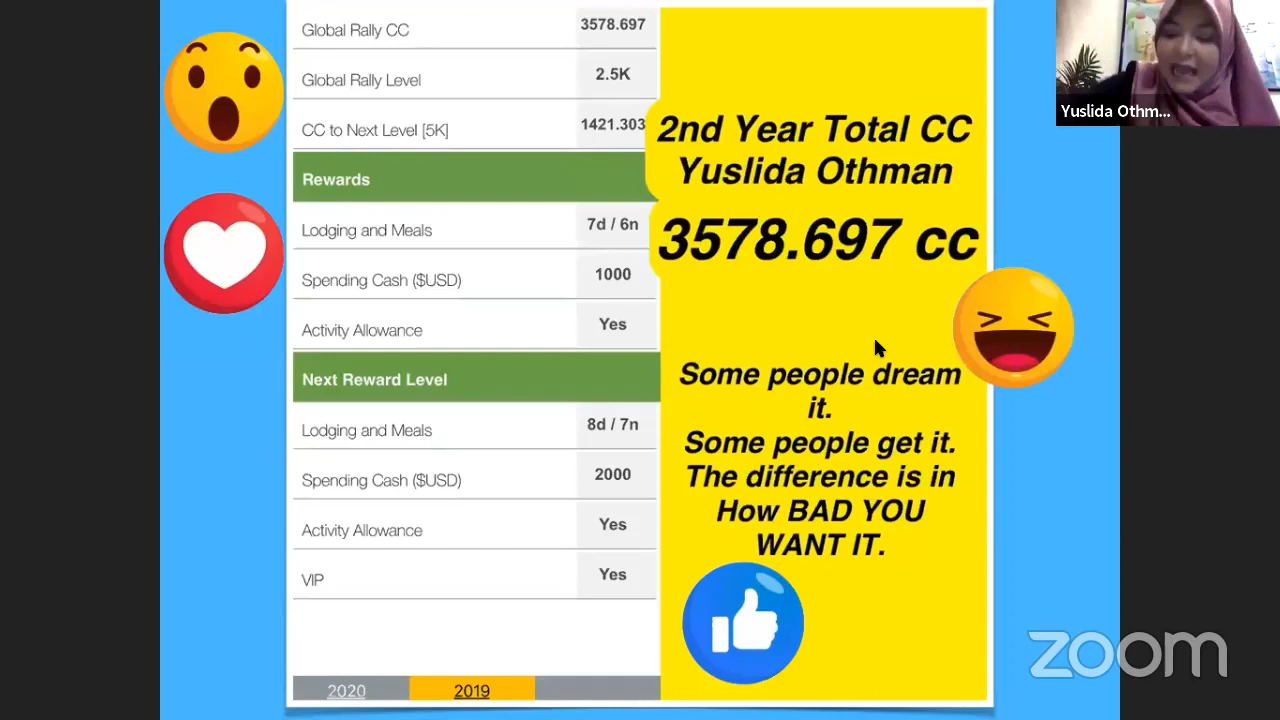 Global Rally CC 3578.697
Global Rally Level 2.5K
CC to Next Level [5K] 1421.303
Rewards
Lodging and Meals 7d / 6n
Spending Cash ($USD) 1000
Activity Allowance Yes
Next Reward Level
Lodging and Meals 8d / 7n
Spending Cash ($USD) 2000
Activity Allowance Yes
VIP Yes
2020 2019
2nd Year Total CC
Yuslida Othman
3578.697 cc
Some people dream
it.
Some people get it.
The difference is in
How BAD YOU
WANT IT.
Yuslida Othm...
zoom